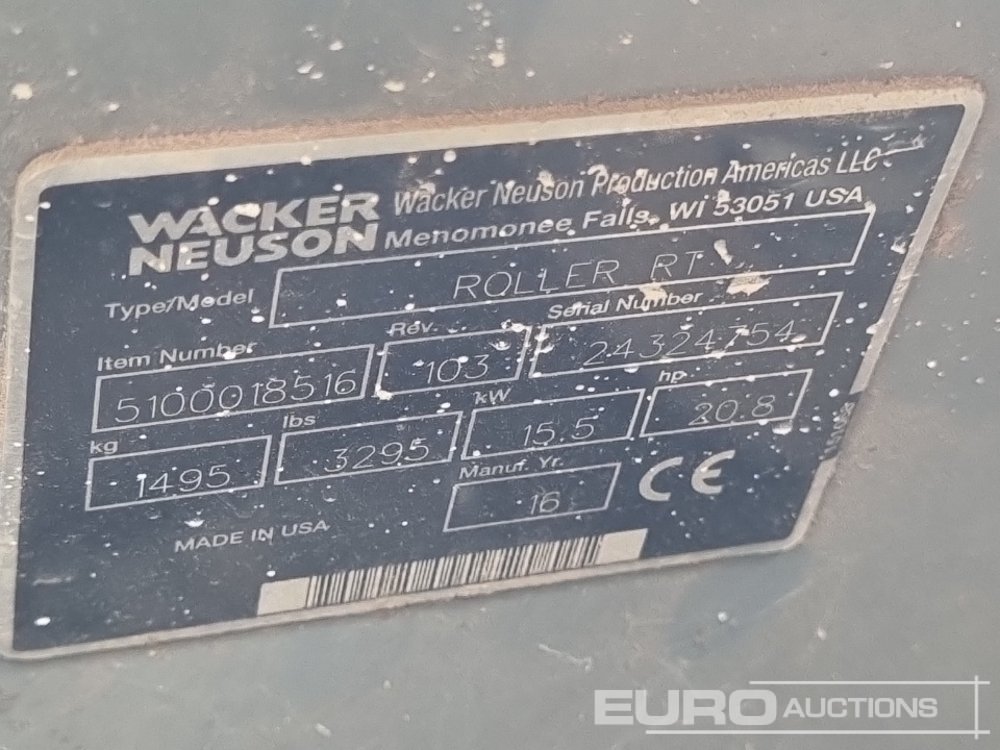 WACKER
NEUSON
Wacker Neuson Production Americas LLC
Menomonee Falls, WI 53051 USA
Type/Model
ROLLER RT
Item Number
Rev.
Serial Number
5100018516
103
24324754
kg
lbs
kW
hp
1495
3295
15.5
20.8
Manuf. Yr.
16
CE
MADE IN USA
EURO AUCTIONS